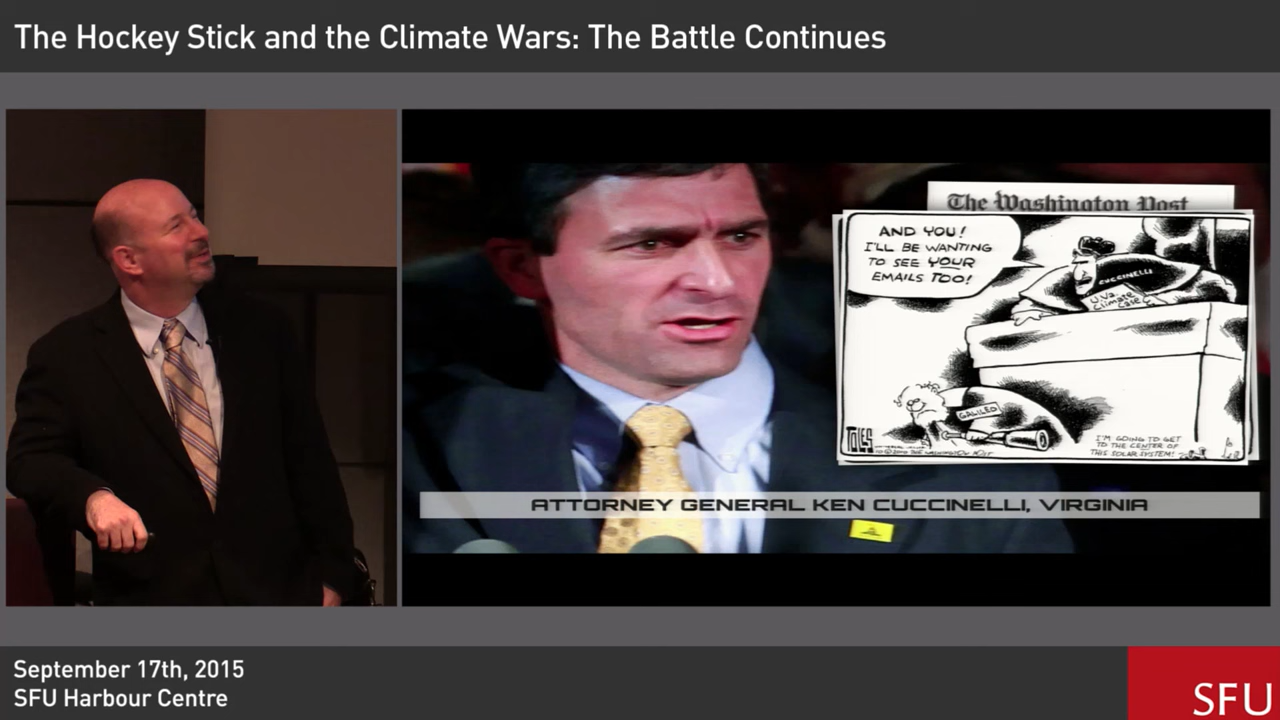 The Hockey Stick and the Climate Wars: The Battle Continues
The Washington Post
AND YOU!
I'LL BE WANTING
TO SEE YOUR
EMAILS TOO!
CUCCINELLI
U.Va.
Climate
Case
GALILEO
TOLES
I'M GOING TO GET
TO THE CENTER OF
THIS SOLAR SYSTEM!
ATTORNEY GENERAL KEN CUCCINELLI, VIRGINIA
September 17th, 2015
SFU Harbour Centre
SFU